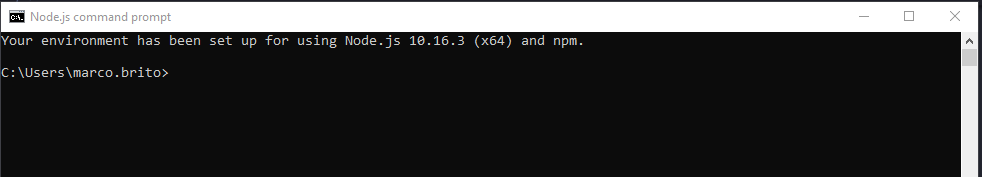 Node.js command prompt
Your environment has been set up for using Node.js 10.16.3 (x64) and npm.
C:\Users\marco.brito>